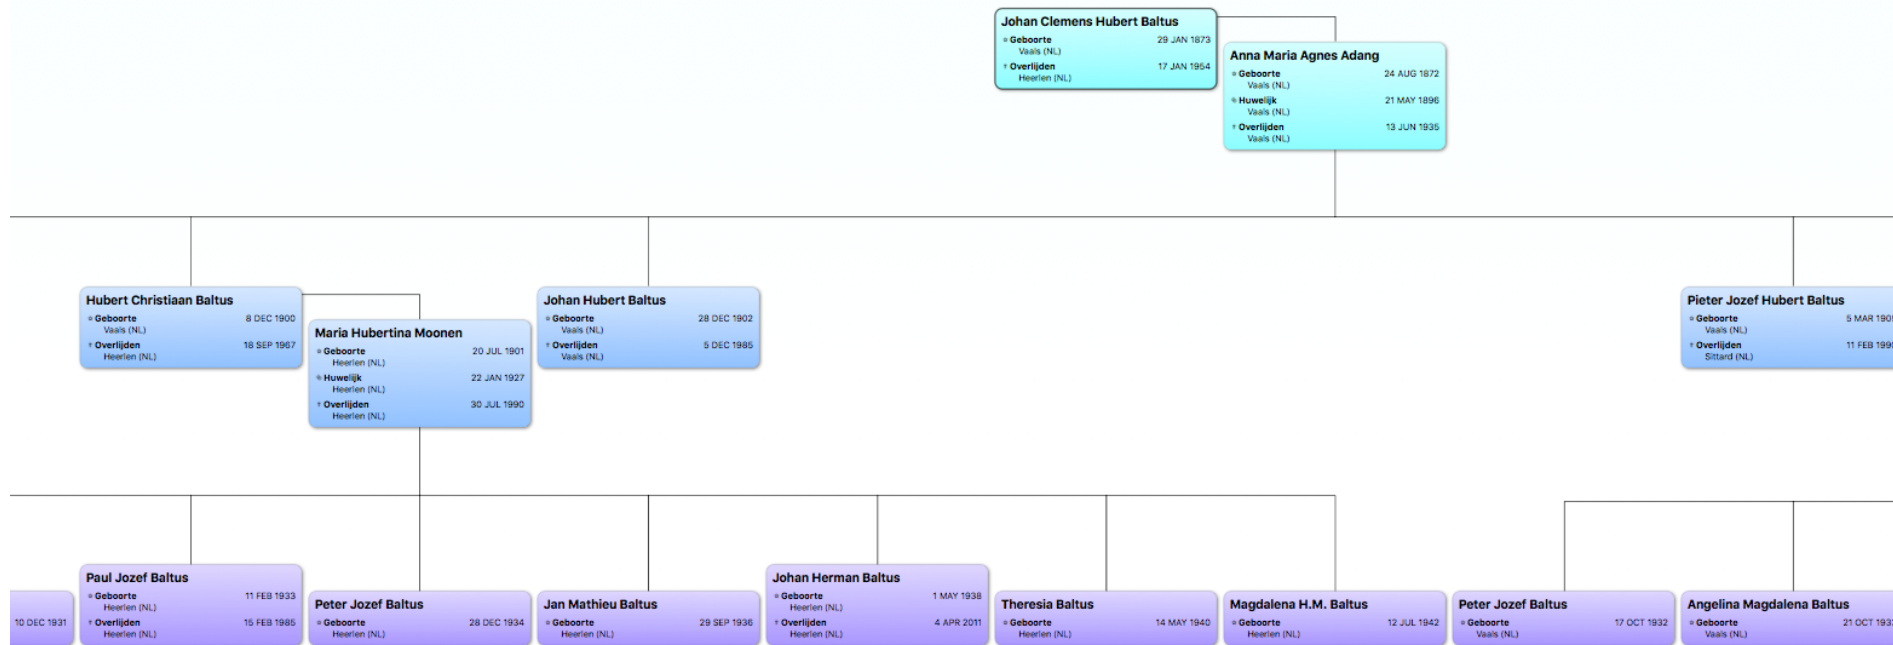 Johan Clemens Hubert Baltus
Geboorte 29 JAN 1873
Vaals (NL)
† Overlijden 17 JAN 1954
Heerlen (NL)
Anna Maria Agnes Adang
Geboorte 24 AUG 1872
Vaals (NL)
Huwelijk 21 MAY 1896
Vaals (NL)
† Overlijden 13 JUN 1935
Vaals (NL)
Hubert Christiaan Baltus
Geboorte 8 DEC 1900
Vaals (NL)
† Overlijden 18 SEP 1967
Heerlen (NL)
Maria Hubertina Moonen
Geboorte 20 JUL 1901
Heerlen (NL)
Huwelijk 22 JAN 1927
Heerlen (NL)
† Overlijden 30 JUL 1990
Heerlen (NL)
Johan Hubert Baltus
Geboorte 28 DEC 1902
Vaals (NL)
† Overlijden 5 DEC 1985
Vaals (NL)
Pieter Jozef Hubert Baltus
Geboorte 5 MAR
Vaals (NL)
† Overlijden 11 FEB
Sittard (NL)
10 DEC 1931
Paul Jozef Baltus
Geboorte 11 FEB 1933
Heerlen (NL)
† Overlijden 15 FEB 1985
Heerlen (NL)
Peter Jozef Baltus
Geboorte 28 DEC 1934
Heerlen (NL)
Jan Mathieu Baltus
Geboorte 29 SEP 1936
Heerlen (NL)
Johan Herman Baltus
Geboorte 1 MAY 1938
Heerlen (NL)
† Overlijden 4 APR 2011
Heerlen (NL)
Theresia Baltus
Geboorte 14 MAY 1940
Heerlen (NL)
Magdalena H.M. Baltus
Geboorte 12 JUL 1942
Heerlen (NL)
Peter Jozef Baltus
Geboorte 17 OCT 1932
Vaals (NL)
Angelina Magdalena Baltus
Geboorte 21 OCT
Vaals (NL)